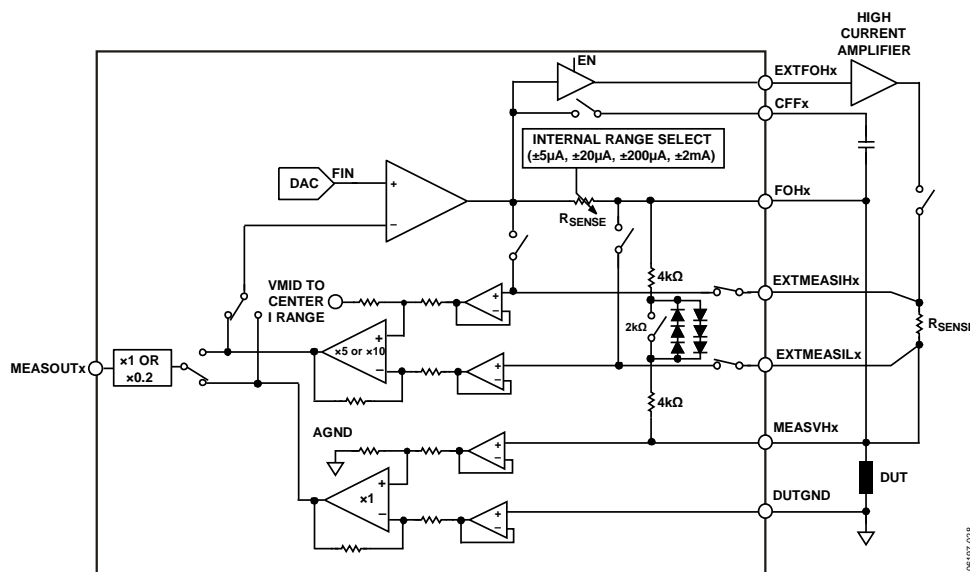 HIGH
CURRENT
AMPLIFIER
EN
EXTFOHx
CFFx
INTERNAL RANGE SELECT
(±5µA, ±20µA, ±200µA, ±2mA)
DAC
FIN
+
–
FOHx
RSENSE
4kΩ
VMID TO
CENTER
I RANGE
+
–
EXTMEASIHx
2kΩ
RSENSE
+
×5 or ×10
–
MEASOUTx
×1 OR
×0.2
+
–
EXTMEASILx
4kΩ
AGND
+
–
MEASVHx
+
×1
–
DUT
+
–
DUTGND
06197-028